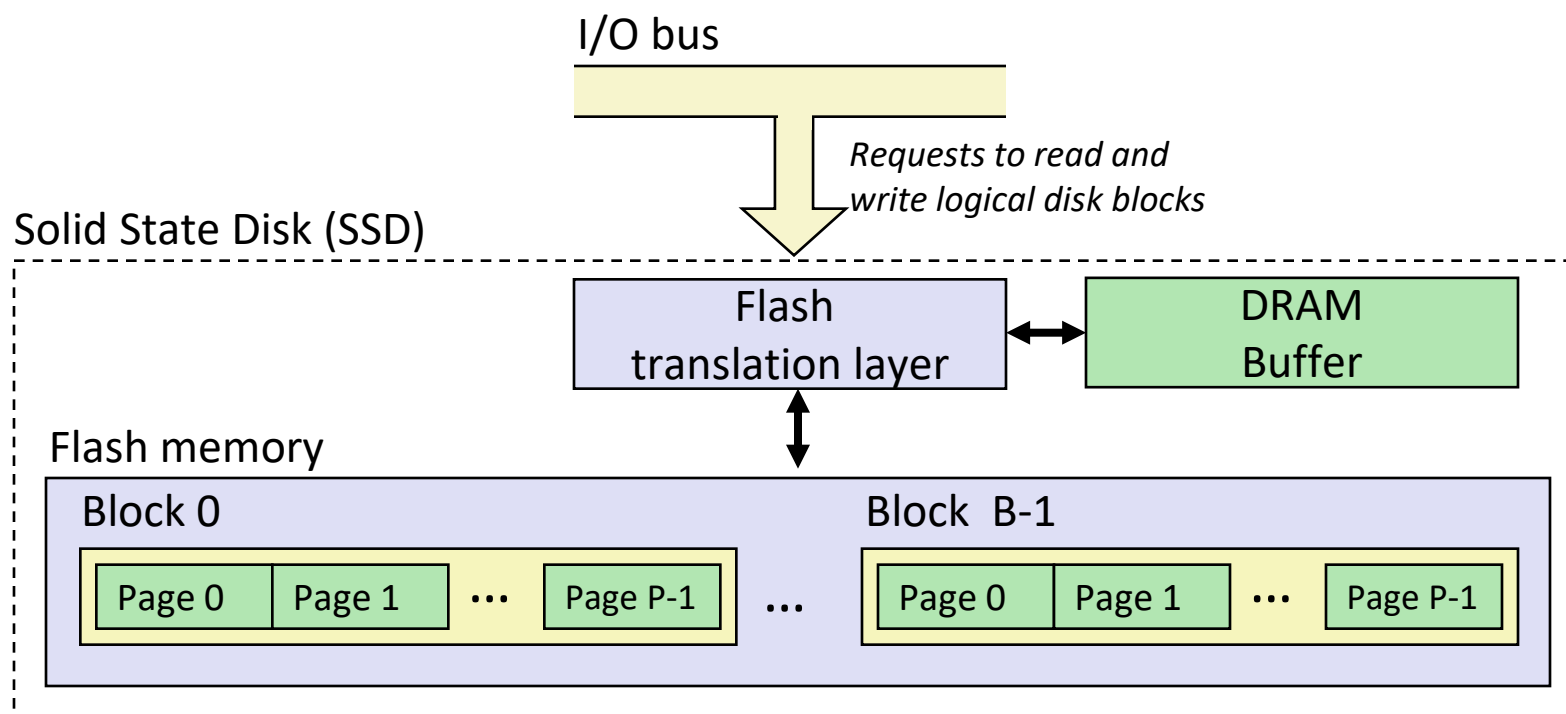 I/O bus
Requests to read and
write logical disk blocks
Solid State Disk (SSD)
Flash
translation layer
DRAM
Buffer
Flash memory
Block 0
Block  B-1
Page 0 Page 1 ... Page P-1 ... Page 0 Page 1 ... Page P-1